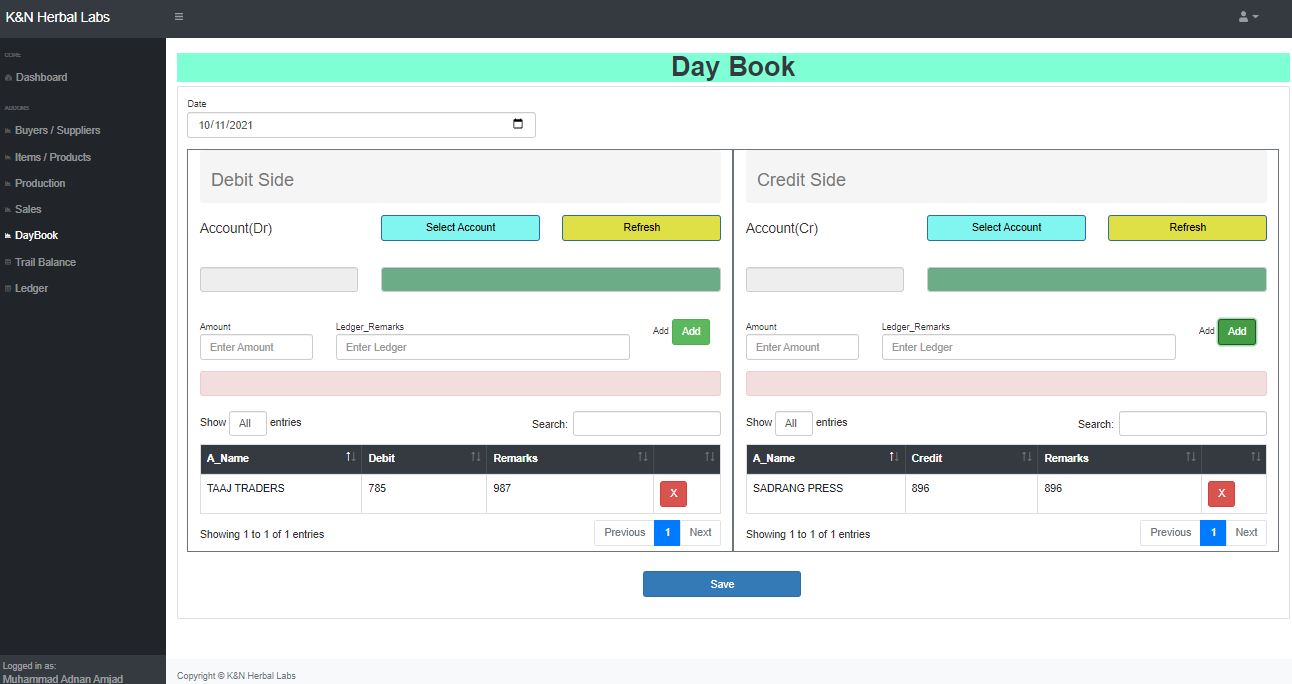 K&N Herbal Labs
CORE
Dashboard
ADDONS
Buyers / Suppliers
Items / Products
Production
Sales
DayBook
Trail Balance
Ledger
Logged in as:
Muhammad Adnan Amjad
Day Book
Date
10/11/2021
Debit Side
Account(Dr)
Select Account
Refresh
Amount
Ledger_Remarks
Add
Add
Enter Amount
Enter Ledger
Show All entries
Search:
A_Name Debit Remarks
TAAJ TRADERS 785 987 X
Showing 1 to 1 of 1 entries
Previous 1 Next
Credit Side
Account(Cr)
Select Account
Refresh
Amount
Ledger_Remarks
Add
Add
Enter Amount
Enter Ledger
Show All entries
Search:
A_Name Credit Remarks
SADRANG PRESS 896 896 X
Showing 1 to 1 of 1 entries
Previous 1 Next
Save
Copyright © K&N Herbal Labs